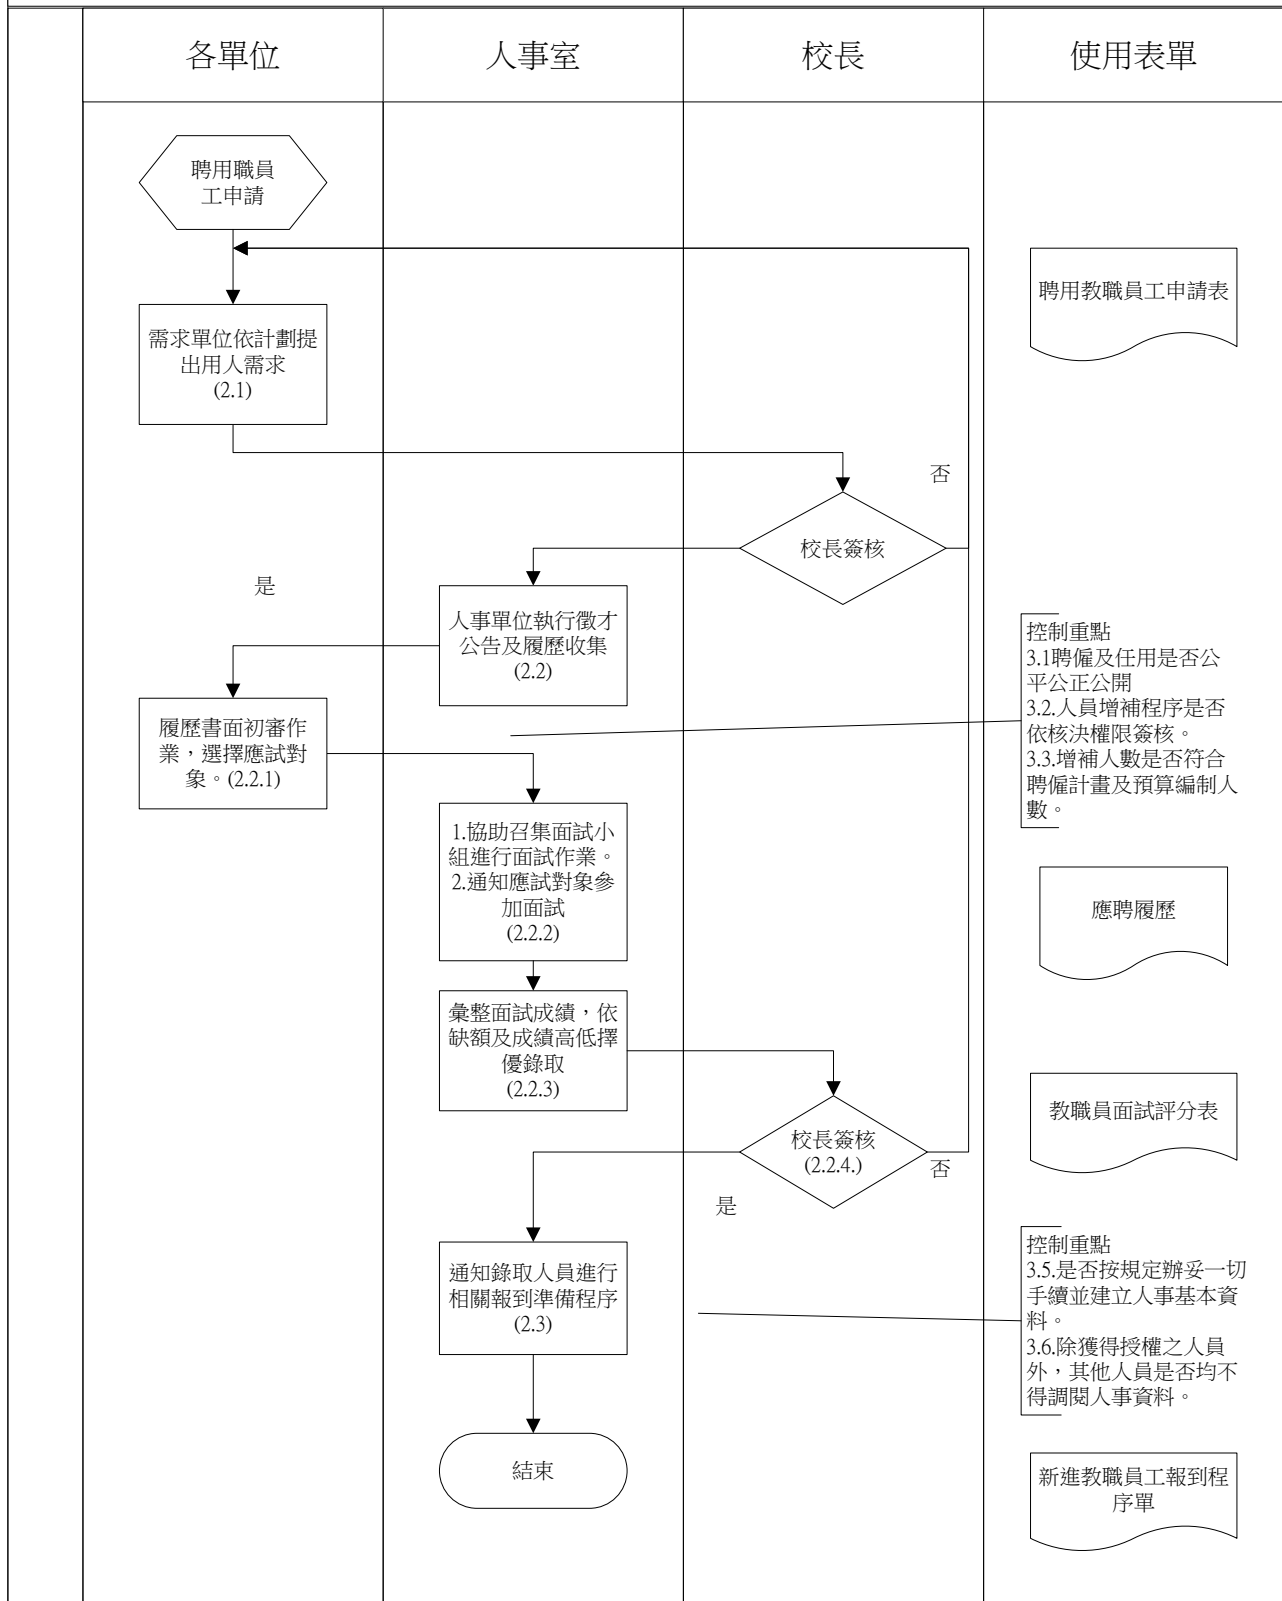 各單位
人事室
校長
使用表單
聘用職員
工申請
聘用教職員工申請表
需求單位依計劃提
出用人需求
(2.1)
否
校長簽核
是
人事單位執行徵才
公告及履歷收集
(2.2)
控制重點
3.1聘僱及任用是否公
平公正公開
3.2.人員增補程序是否
依核決權限簽核。
3.3.增補人數是否符合
聘僱計畫及預算編制人
數。
履歷書面初審作
業，選擇應試對
象。(2.2.1)
1.協助召集面試小
組進行面試作業。
2.通知應試對象參
加面試
(2.2.2)
應聘履歷
彙整面試成績，依
缺額及成績高低擇
優錄取
(2.2.3)
教職員面試評分表
校長簽核
(2.2.4.)
否
是
通知錄取人員進行
相關報到準備程序
(2.3)
控制重點
3.5.是否按規定辦妥一切
手續並建立人事基本資
料。
3.6.除獲得授權之人員
外，其他人員是否均不
得調閱人事資料。
結束
新進教職員工報到程
序單